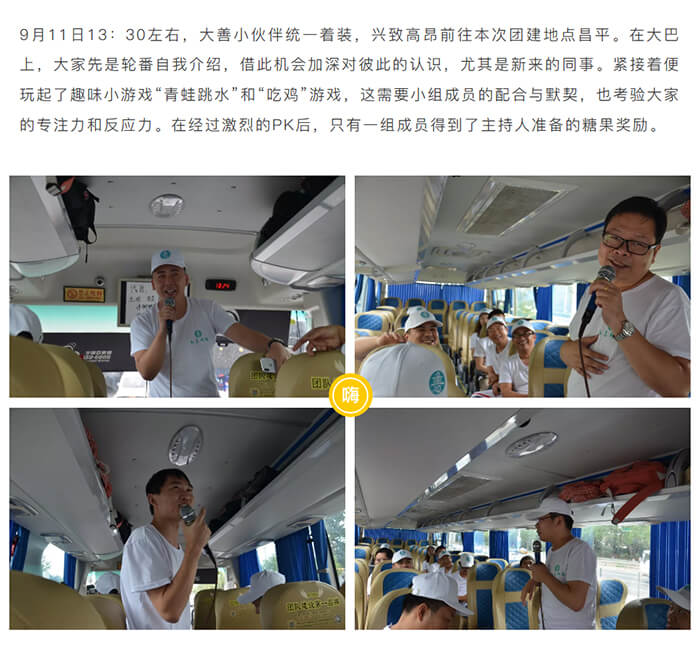 9月11日13：30左右，大善小伙伴统一着装，兴致高昂前往本次团建地点昌平。在大巴
上，大家先是轮番自我介绍，借此机会加深对彼此的认识，尤其是新来的同事。紧接着便
玩起了趣味小游戏“青蛙跳水”和“吃鸡”游戏，这需要小组成员的配合与默契，也考验大家
的专注力和反应力。在经过激烈的PK后，只有一组成员得到了主持人准备的糖果奖励。
嗨